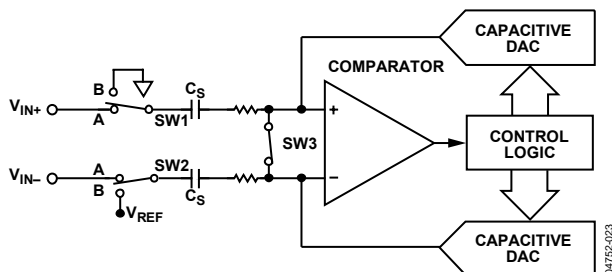 CAPACITIVE
DAC
COMPARATOR
B
CS
VIN+
A
SW1
+
SW3
CONTROL
LOGIC
VIN–
A
SW2
–
B
CS
VREF
CAPACITIVE
DAC
04752-023